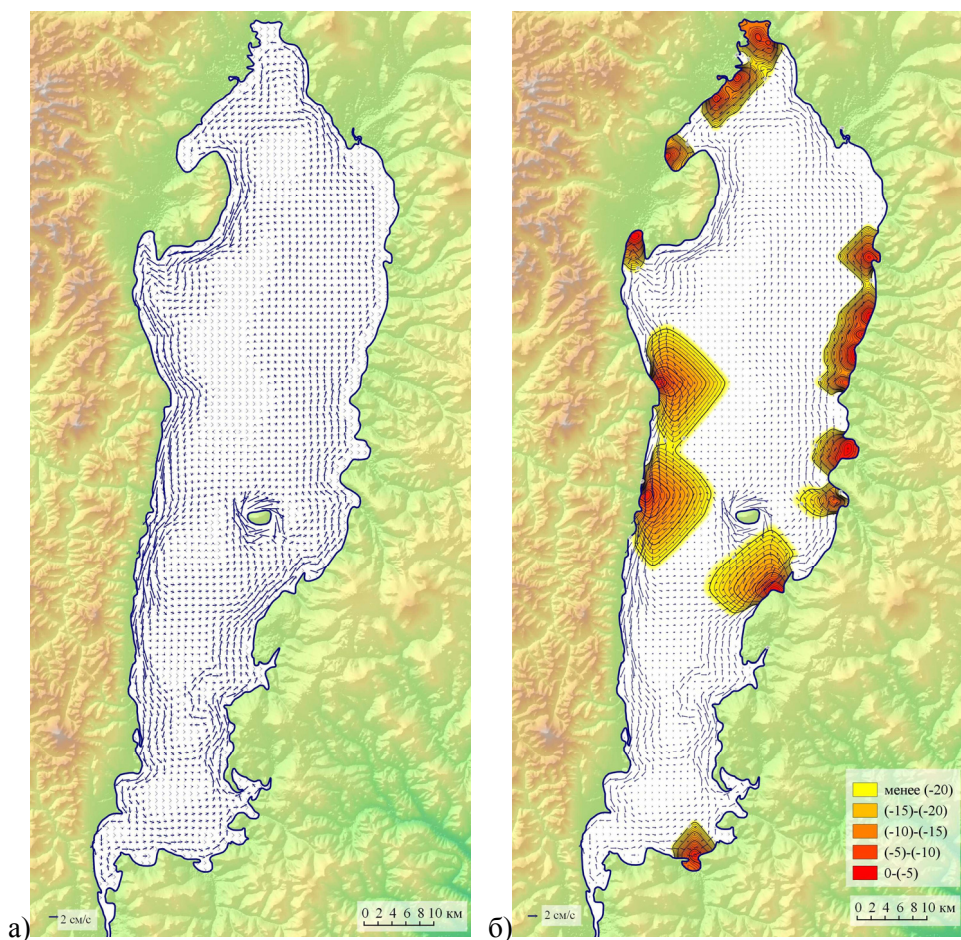 менее (-20)
(-15)-(-20)
(-10)-(-15)
(-5)-(-10)
0-(-5)
а)
2 см/с
0 2 4 6 8 10 км
б)
2 см/с
0 2 4 6 8 10 км